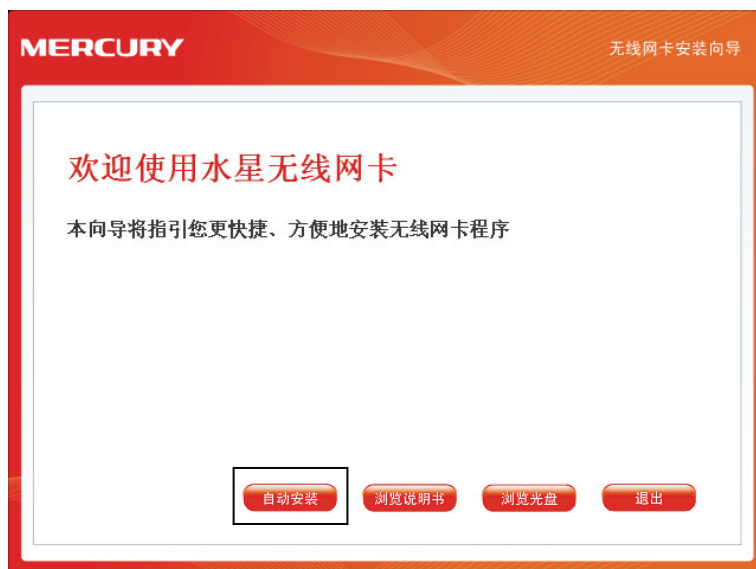 MERCURY
无线网卡安装向导
欢迎使用水星无线网卡
本向导将指引您更快捷、方便地安装无线网卡程序
自动安装
浏览说明书
浏览光盘
退出